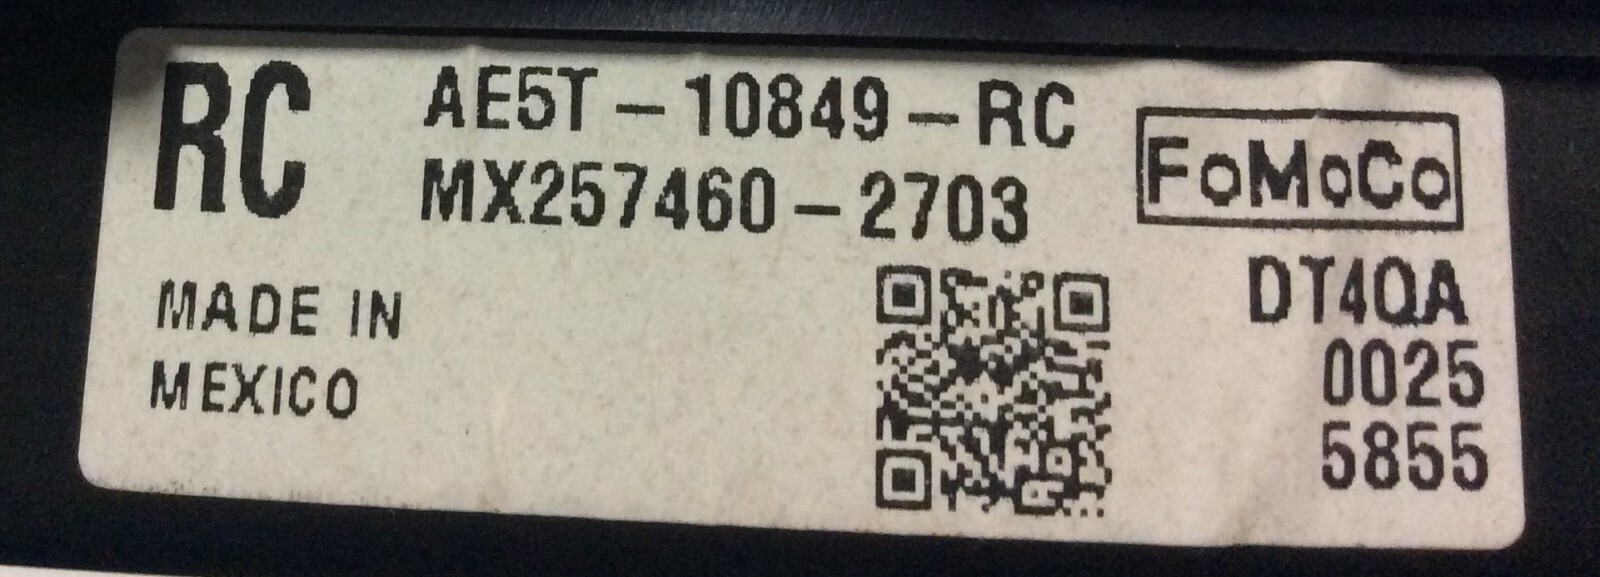 RC
AE5T-10849-RC
MX257460-2703
FoMoCo
MADE IN
MEXICO
DT4QA
0025
5855